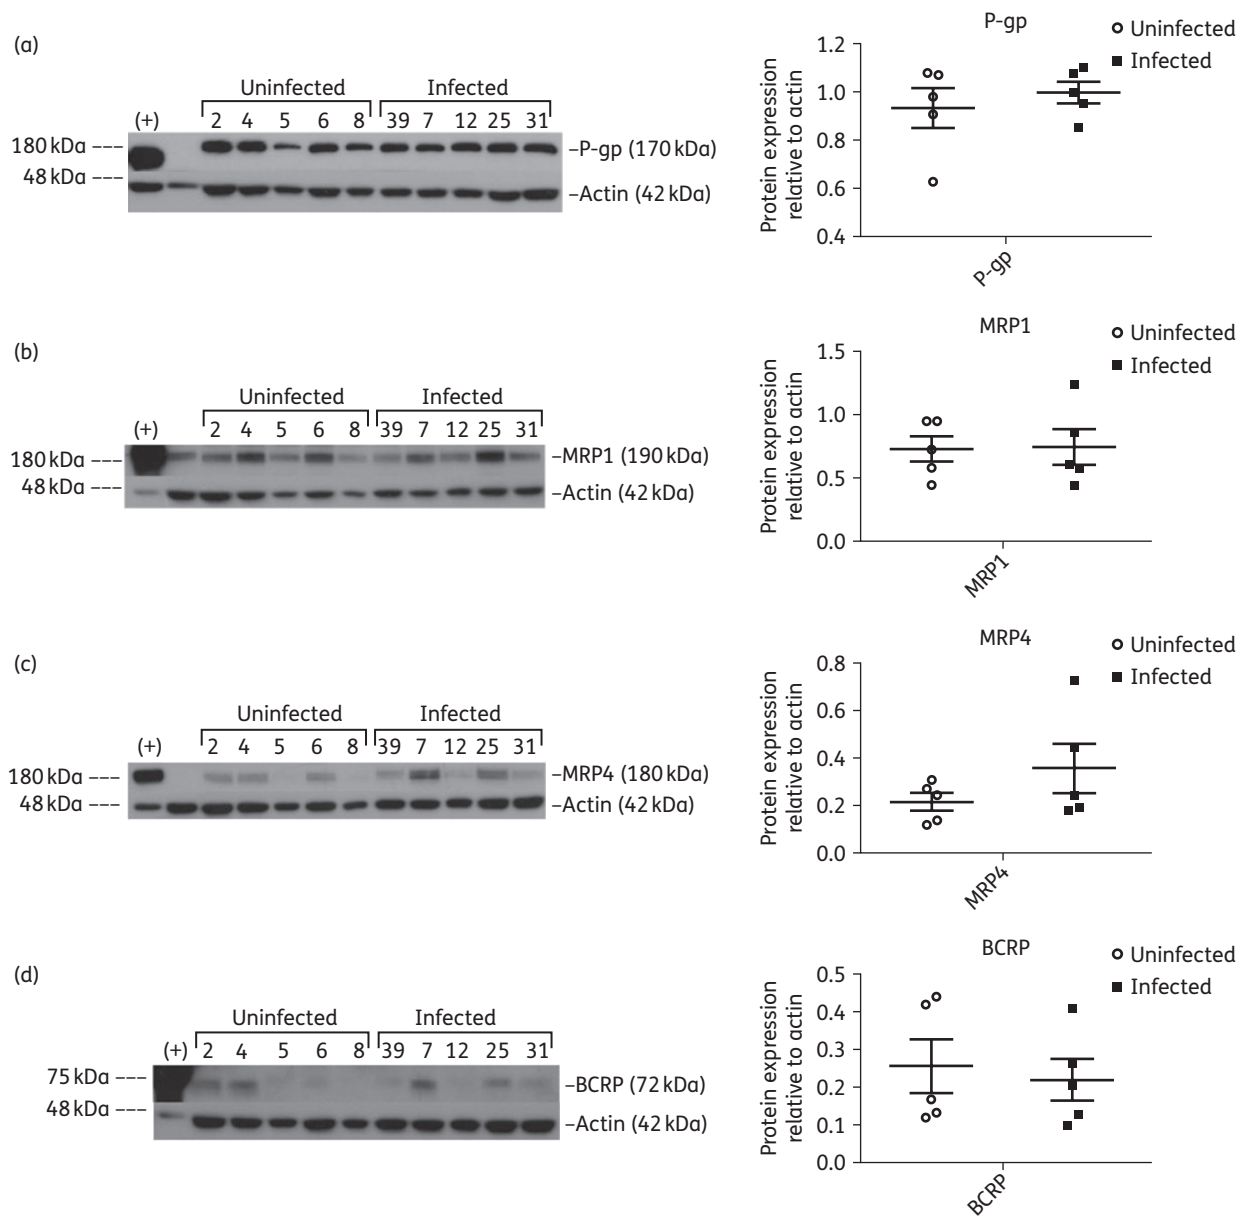 (a)
Uninfected Infected
(+) 2 4 5 6 8 39 7 12 25 31
180 kDa --- –P-gp (170 kDa)
48 kDa --- –Actin (42 kDa)
P-gp
Uninfected
Infected
Protein expression
relative to actin
1.2
1.0
0.8
0.6
0.4
P-gp
(b)
Uninfected Infected
(+) 2 4 5 6 8 39 7 12 25 31
180 kDa --- –MRP1 (190 kDa)
48 kDa --- –Actin (42 kDa)
MRP1
Uninfected
Infected
Protein expression
relative to actin
1.5
1.0
0.5
0.0
MRP1
(c)
Uninfected Infected
(+) 2 4 5 6 8 39 7 12 25 31
180 kDa --- –MRP4 (180 kDa)
48 kDa --- –Actin (42 kDa)
MRP4
Uninfected
Infected
Protein expression
relative to actin
0.8
0.6
0.4
0.2
0.0
MRP4
(d)
Uninfected Infected
(+) 2 4 5 6 8 39 7 12 25 31
75 kDa --- –BCRP (72 kDa)
48 kDa --- –Actin (42 kDa)
BCRP
Uninfected
Infected
Protein expression
relative to actin
0.5
0.4
0.3
0.2
0.1
0.0
BCRP